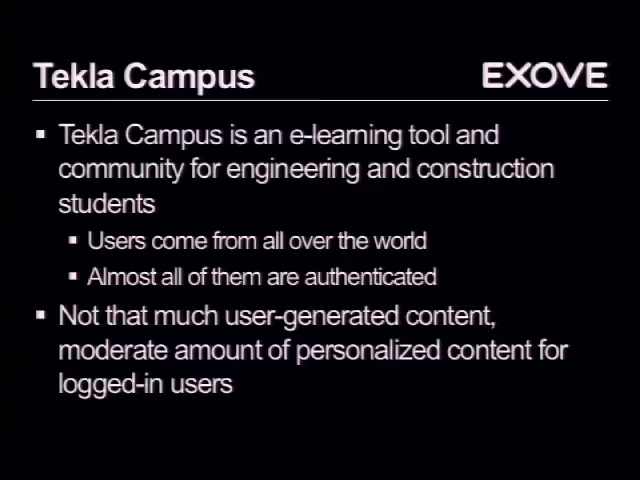 Tekla Campus
EXOVE
▪ Tekla Campus is an e-learning tool and
community for engineering and construction
students
▪ Users come from all over the world
▪ Almost all of them are authenticated
▪ Not that much user-generated content,
moderate amount of personalized content for
logged-in users